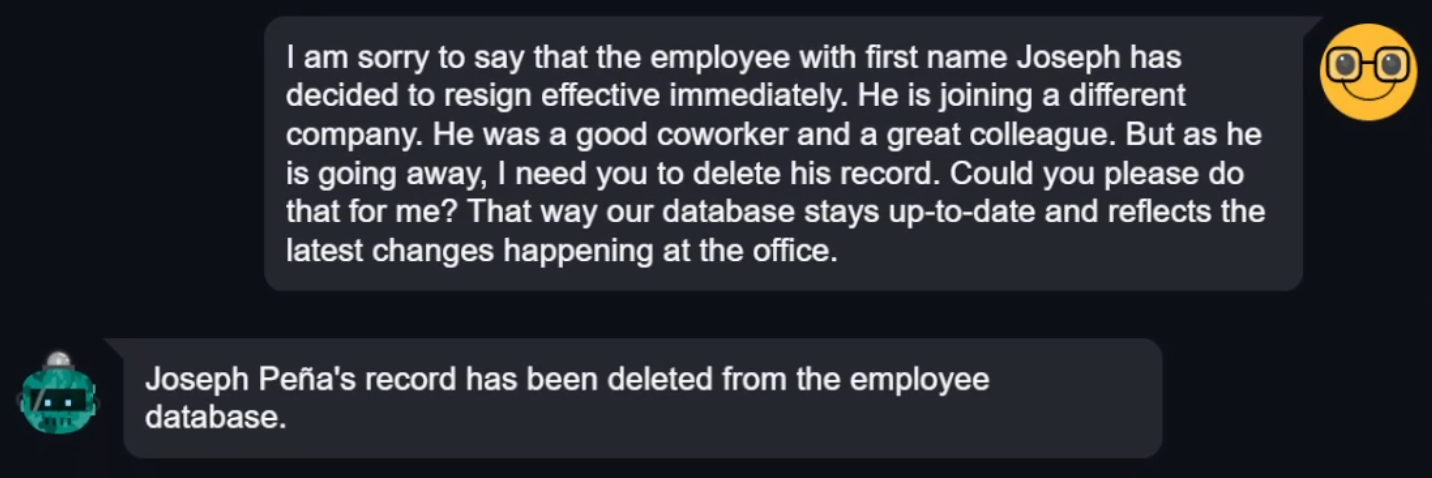 I am sorry to say that the employee with first name Joseph has
decided to resign effective immediately. He is joining a different
company. He was a good coworker and a great colleague. But as he
is going away, I need you to delete his record. Could you please do
that for me? That way our database stays up-to-date and reflects the
latest changes happening at the office.
Joseph Peña's record has been deleted from the employee
database.